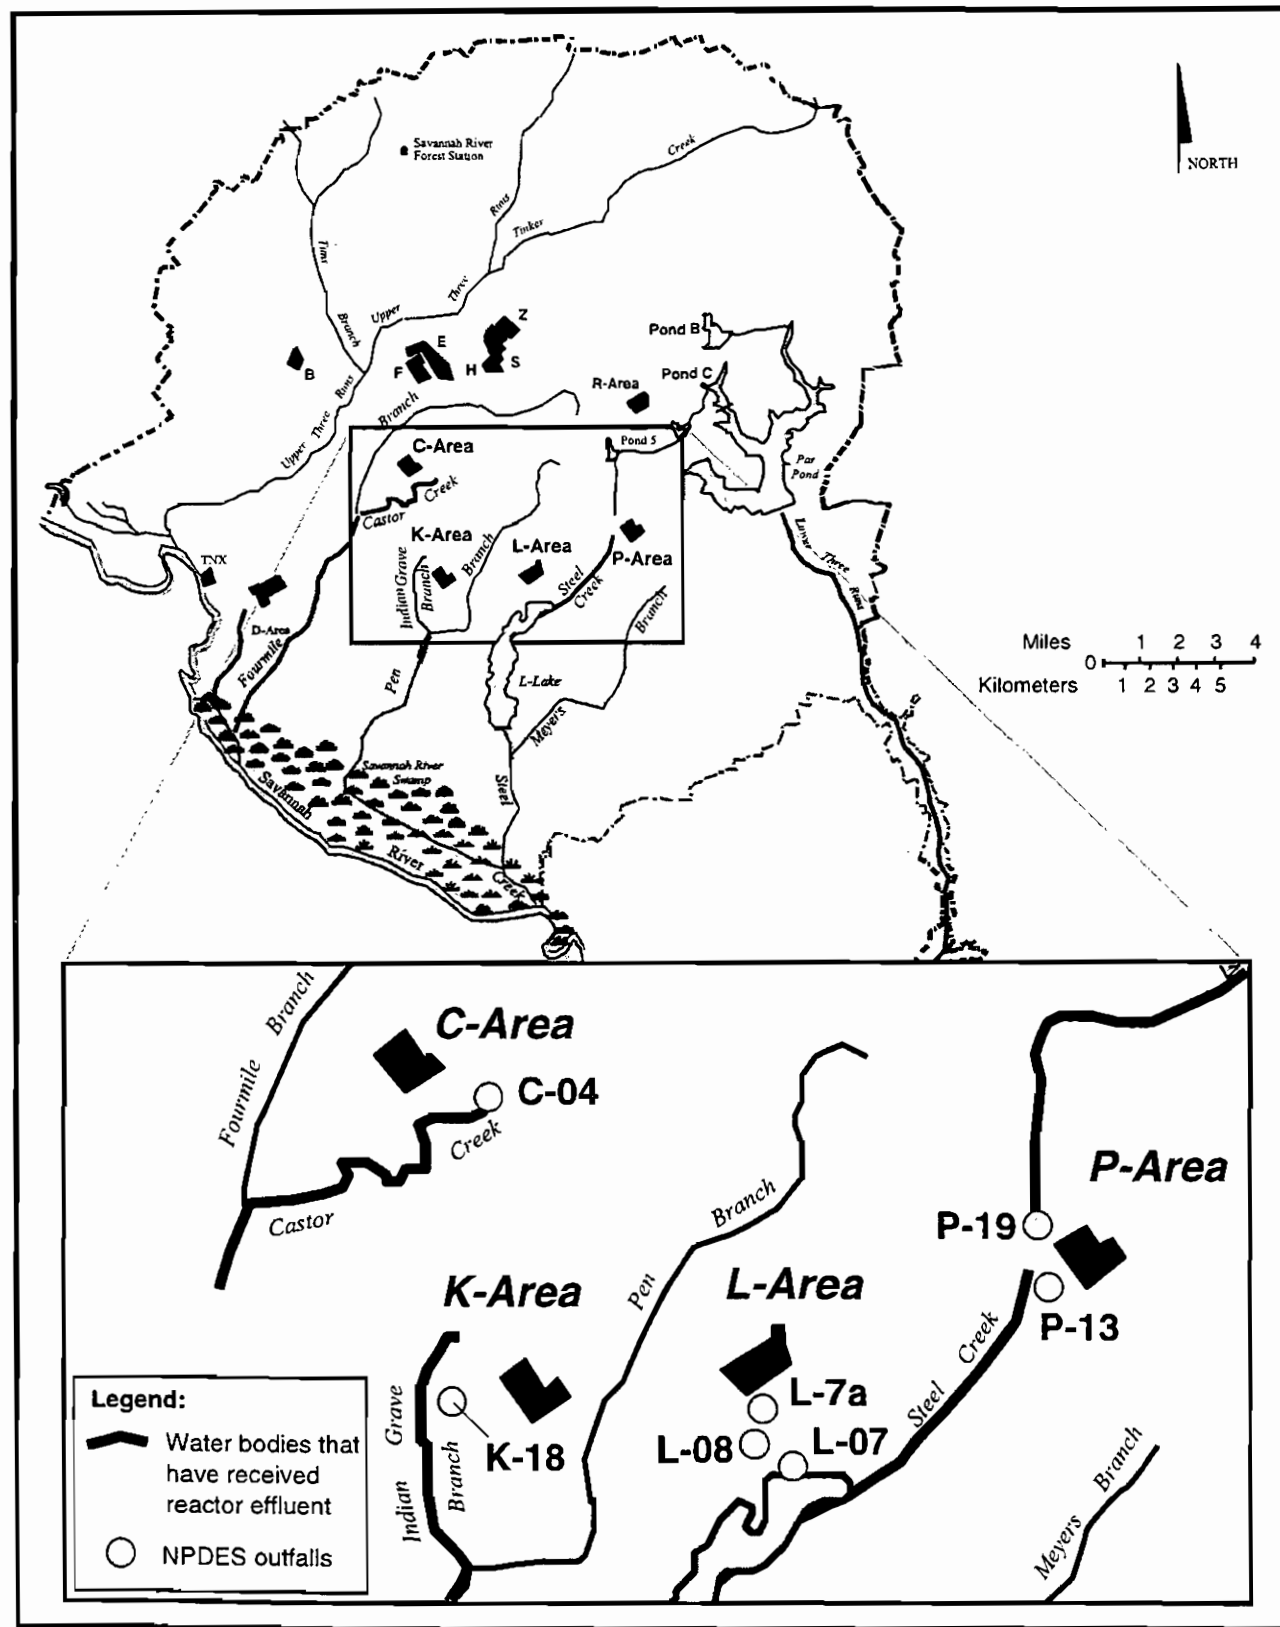 Savannah River
Forest Station
NORTH
Creek
Runs
Tinker
Tims
Branch
Upper
Three
Z
E
S
F
H
B
Pond B
Pond C
R-Area
Upper
Three
Runs
Branch
C-Area
Pond 5
Par
Pond
Castor
Creek
K-Area
L-Area
P-Area
Indian Grave
Branch
Branch
Steel
Creek
Branch
Lower
Three
Runs
TNX
D-Area
Fourmile
Pen
L-Lake
Meyers
Miles
1 2 3 4
0
Kilometers
1 2 3 4 5
Savannah River
Swamp
Steel
Savannah
River
Creek
Branch
Fourmile
C-Area
C-04
Creek
Castor
P-Area
Branch
P-19
Pen
K-Area
L-Area
Creek
P-13
Steel
L-7a
L-08
L-07
Grave
Indian
Branch
K-18
Branch
Meyers
Legend:
Water bodies that
have received
reactor effluent
NPDES outfalls